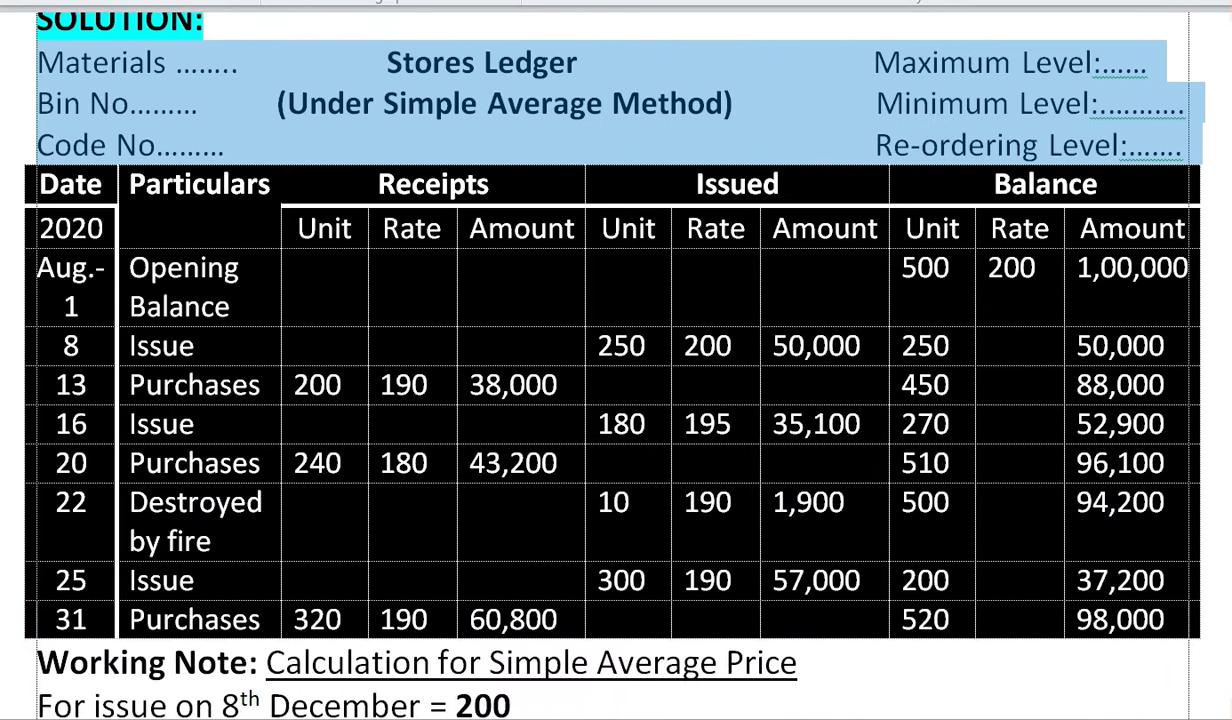 SOLUTION:
Materials ........ Stores Ledger Maximum Level:......
Bin No......... (Under Simple Average Method) Minimum Level:...........
Code No......... Re-ordering Level:.......
Date Particulars Receipts Issued Balance
2020 Unit Rate Amount Unit Rate Amount Unit Rate Amount
Aug.- Opening 500 200 1,00,000
1 Balance
8 Issue 250 200 50,000 250 50,000
13 Purchases 200 190 38,000 450 88,000
16 Issue 180 195 35,100 270 52,900
20 Purchases 240 180 43,200 510 96,100
22 Destroyed 10 190 1,900 500 94,200
by fire
25 Issue 300 190 57,000 200 37,200
31 Purchases 320 190 60,800 520 98,000
Working Note: Calculation for Simple Average Price
For issue on 8th December = 200